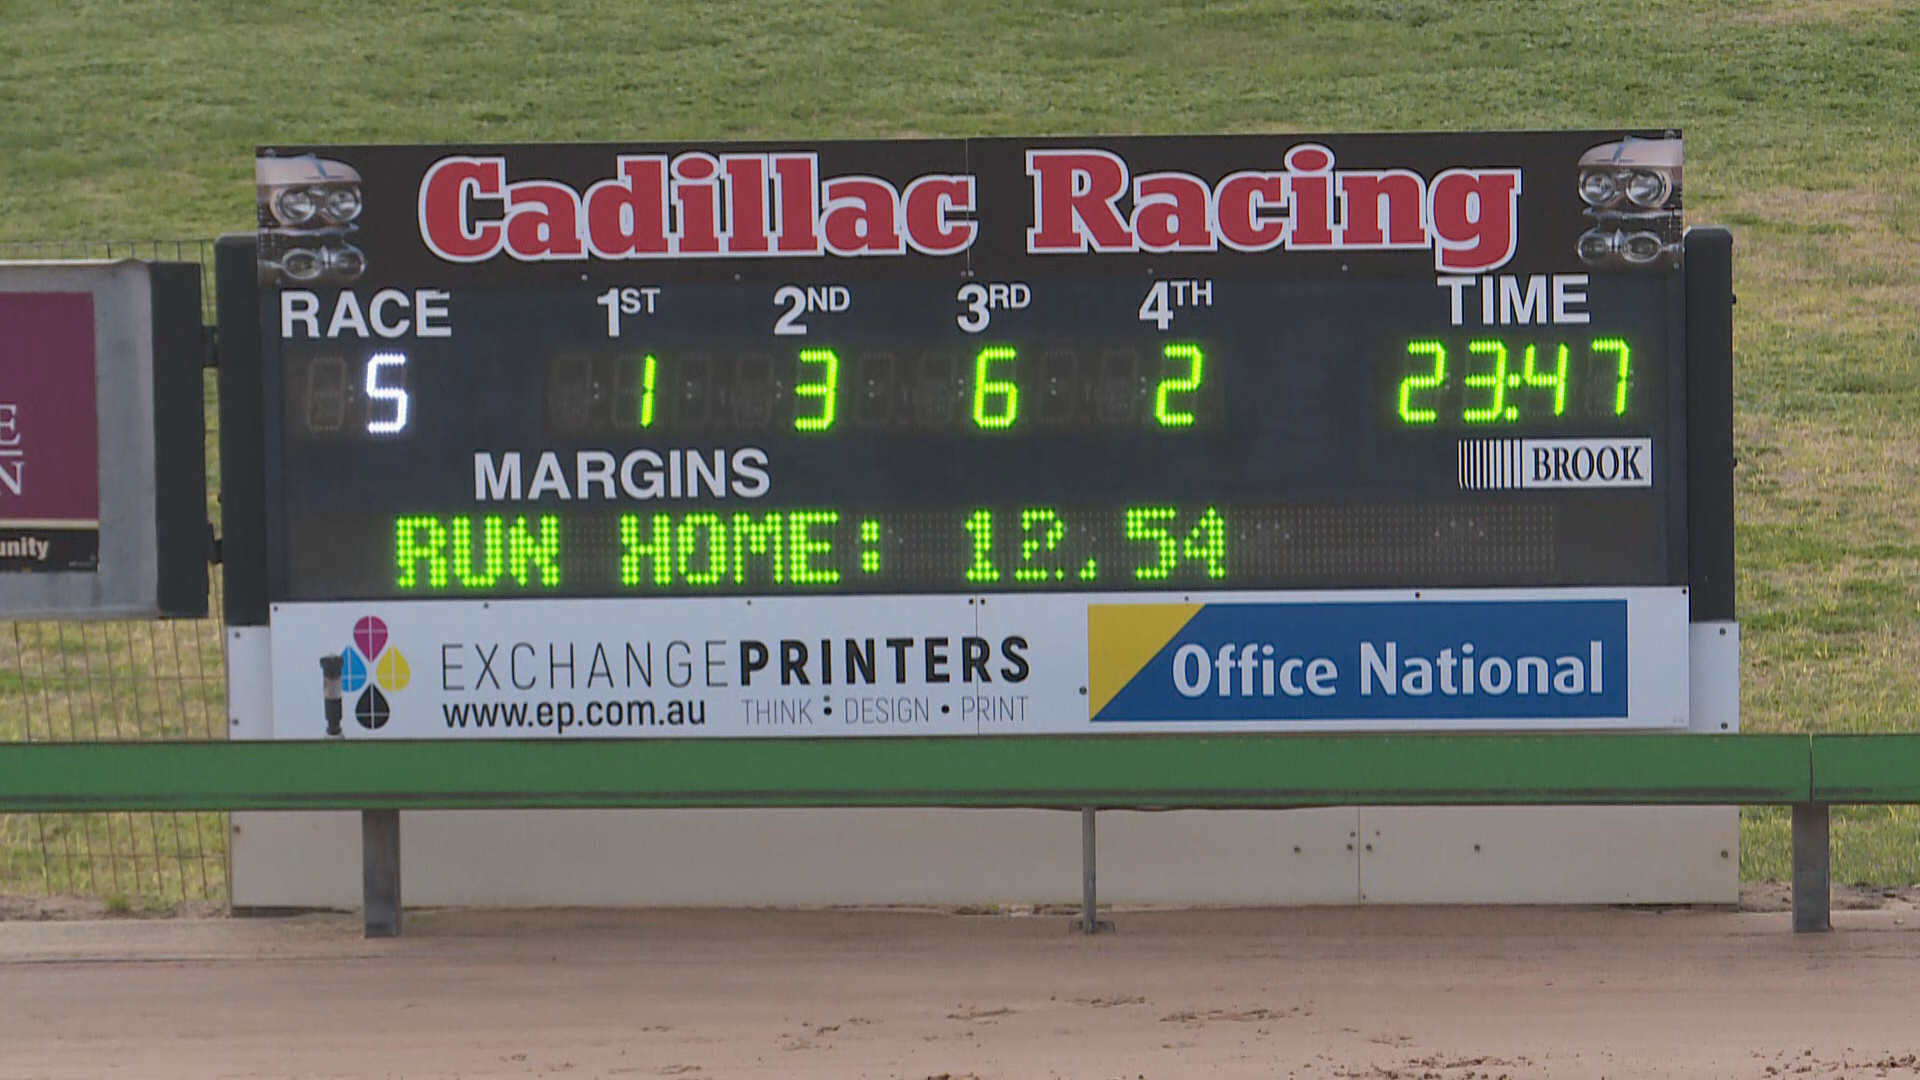 Cadillac Racing
RACE 1ST 2ND 3RD 4TH TIME
5 1 3 6 2 23:47
MARGINS
BROOK
RUN HOME: 12.54
E
N
unity
EXCHANGEPRINTERS
www.ep.com.au THINK : DESIGN • PRINT
Office National